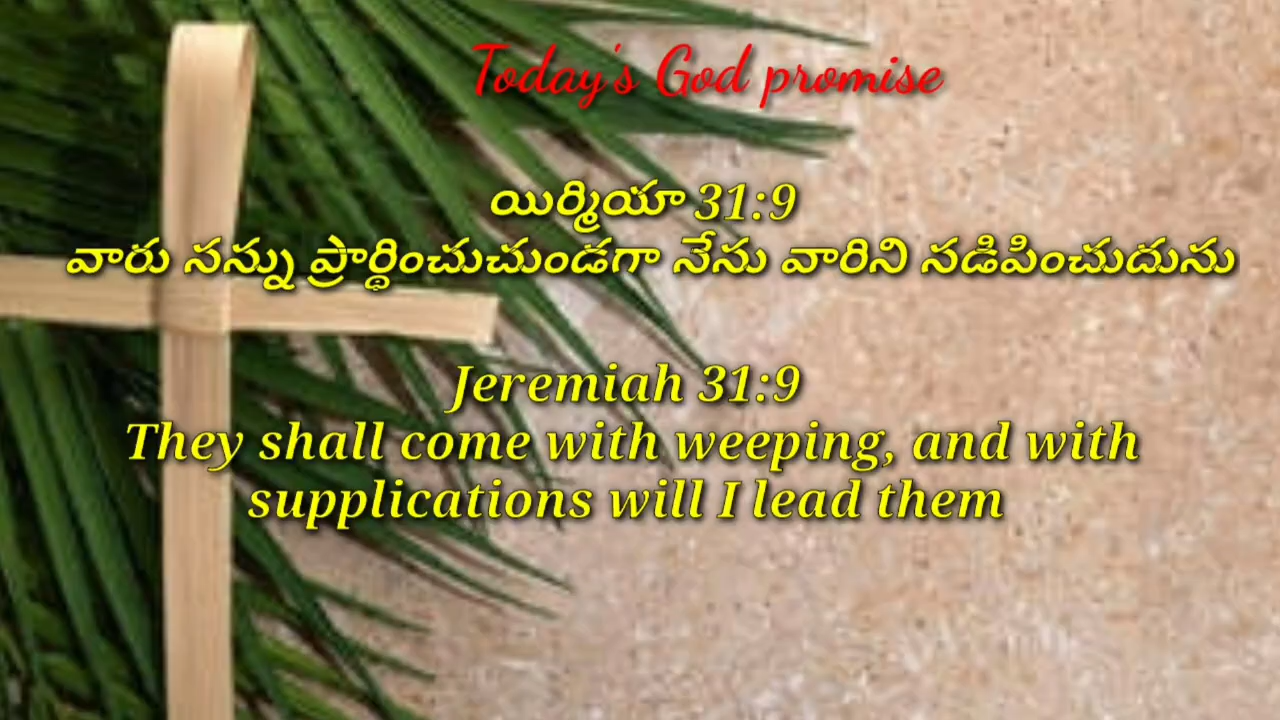 Today's God promise
యిర్మియా 31:9
వారు నన్ను ప్రార్థించుచుండగా నేను వారిని నడిపించుదును
Jeremiah 31:9
They shall come with weeping, and with
supplications will I lead them